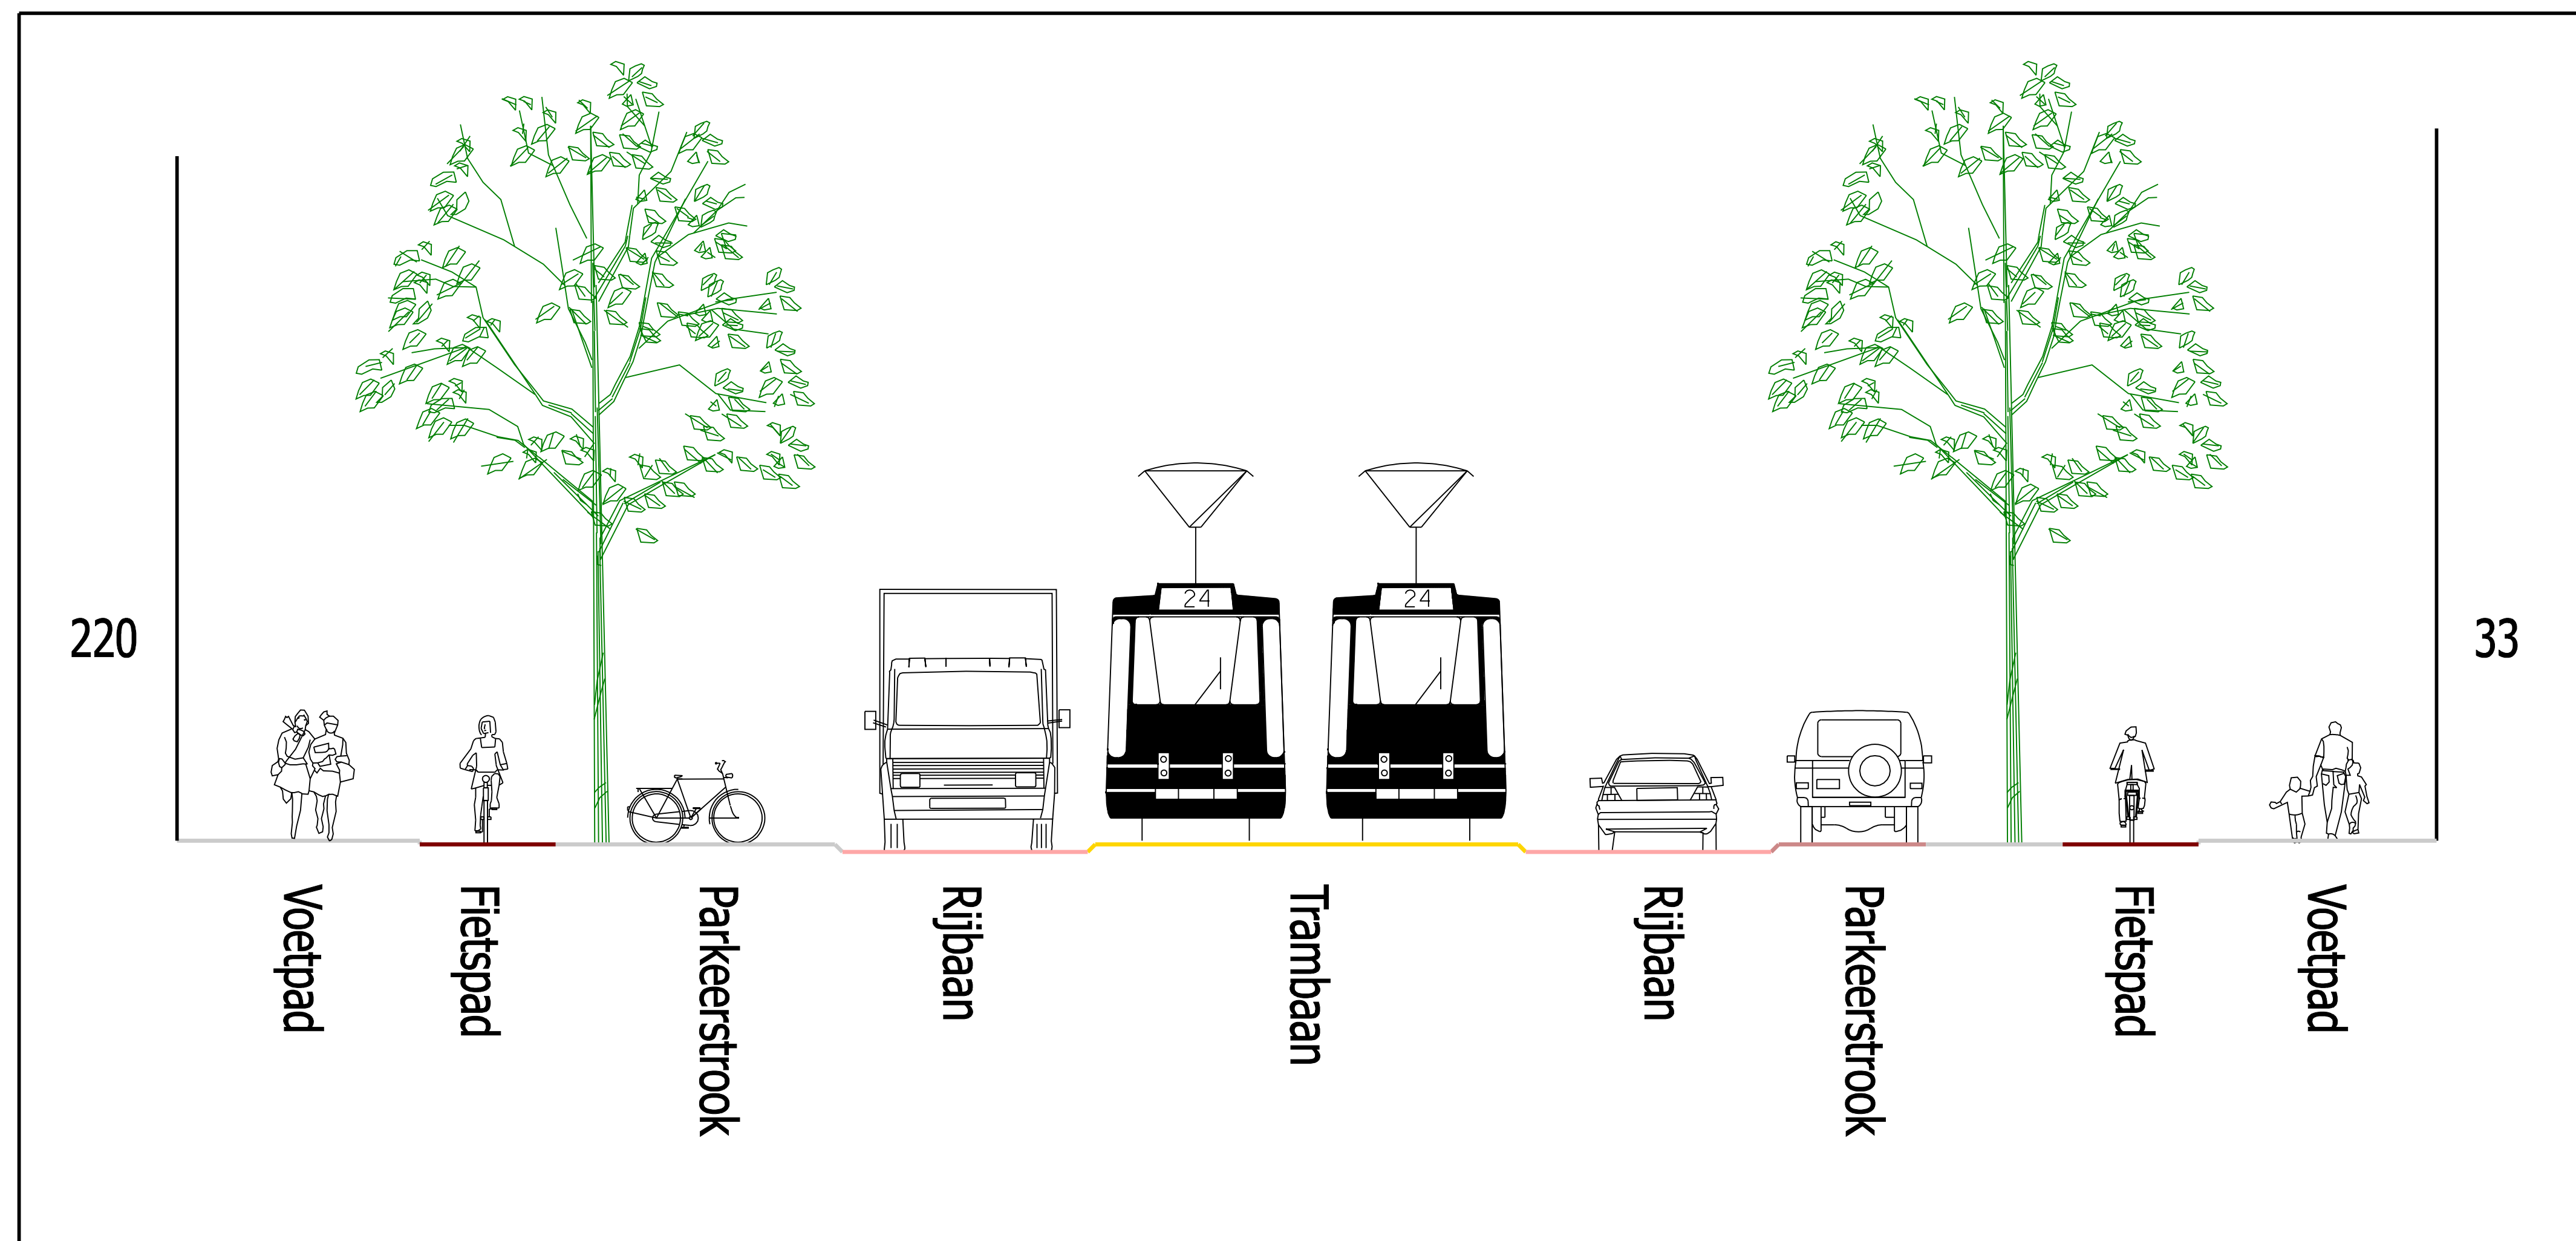 24
24
220
33
Voetpad
Fietspad
Parkeerstrook
Rijbaan
Trambaan
Rijbaan
Parkeerstrook
Fietspad
Voetpad